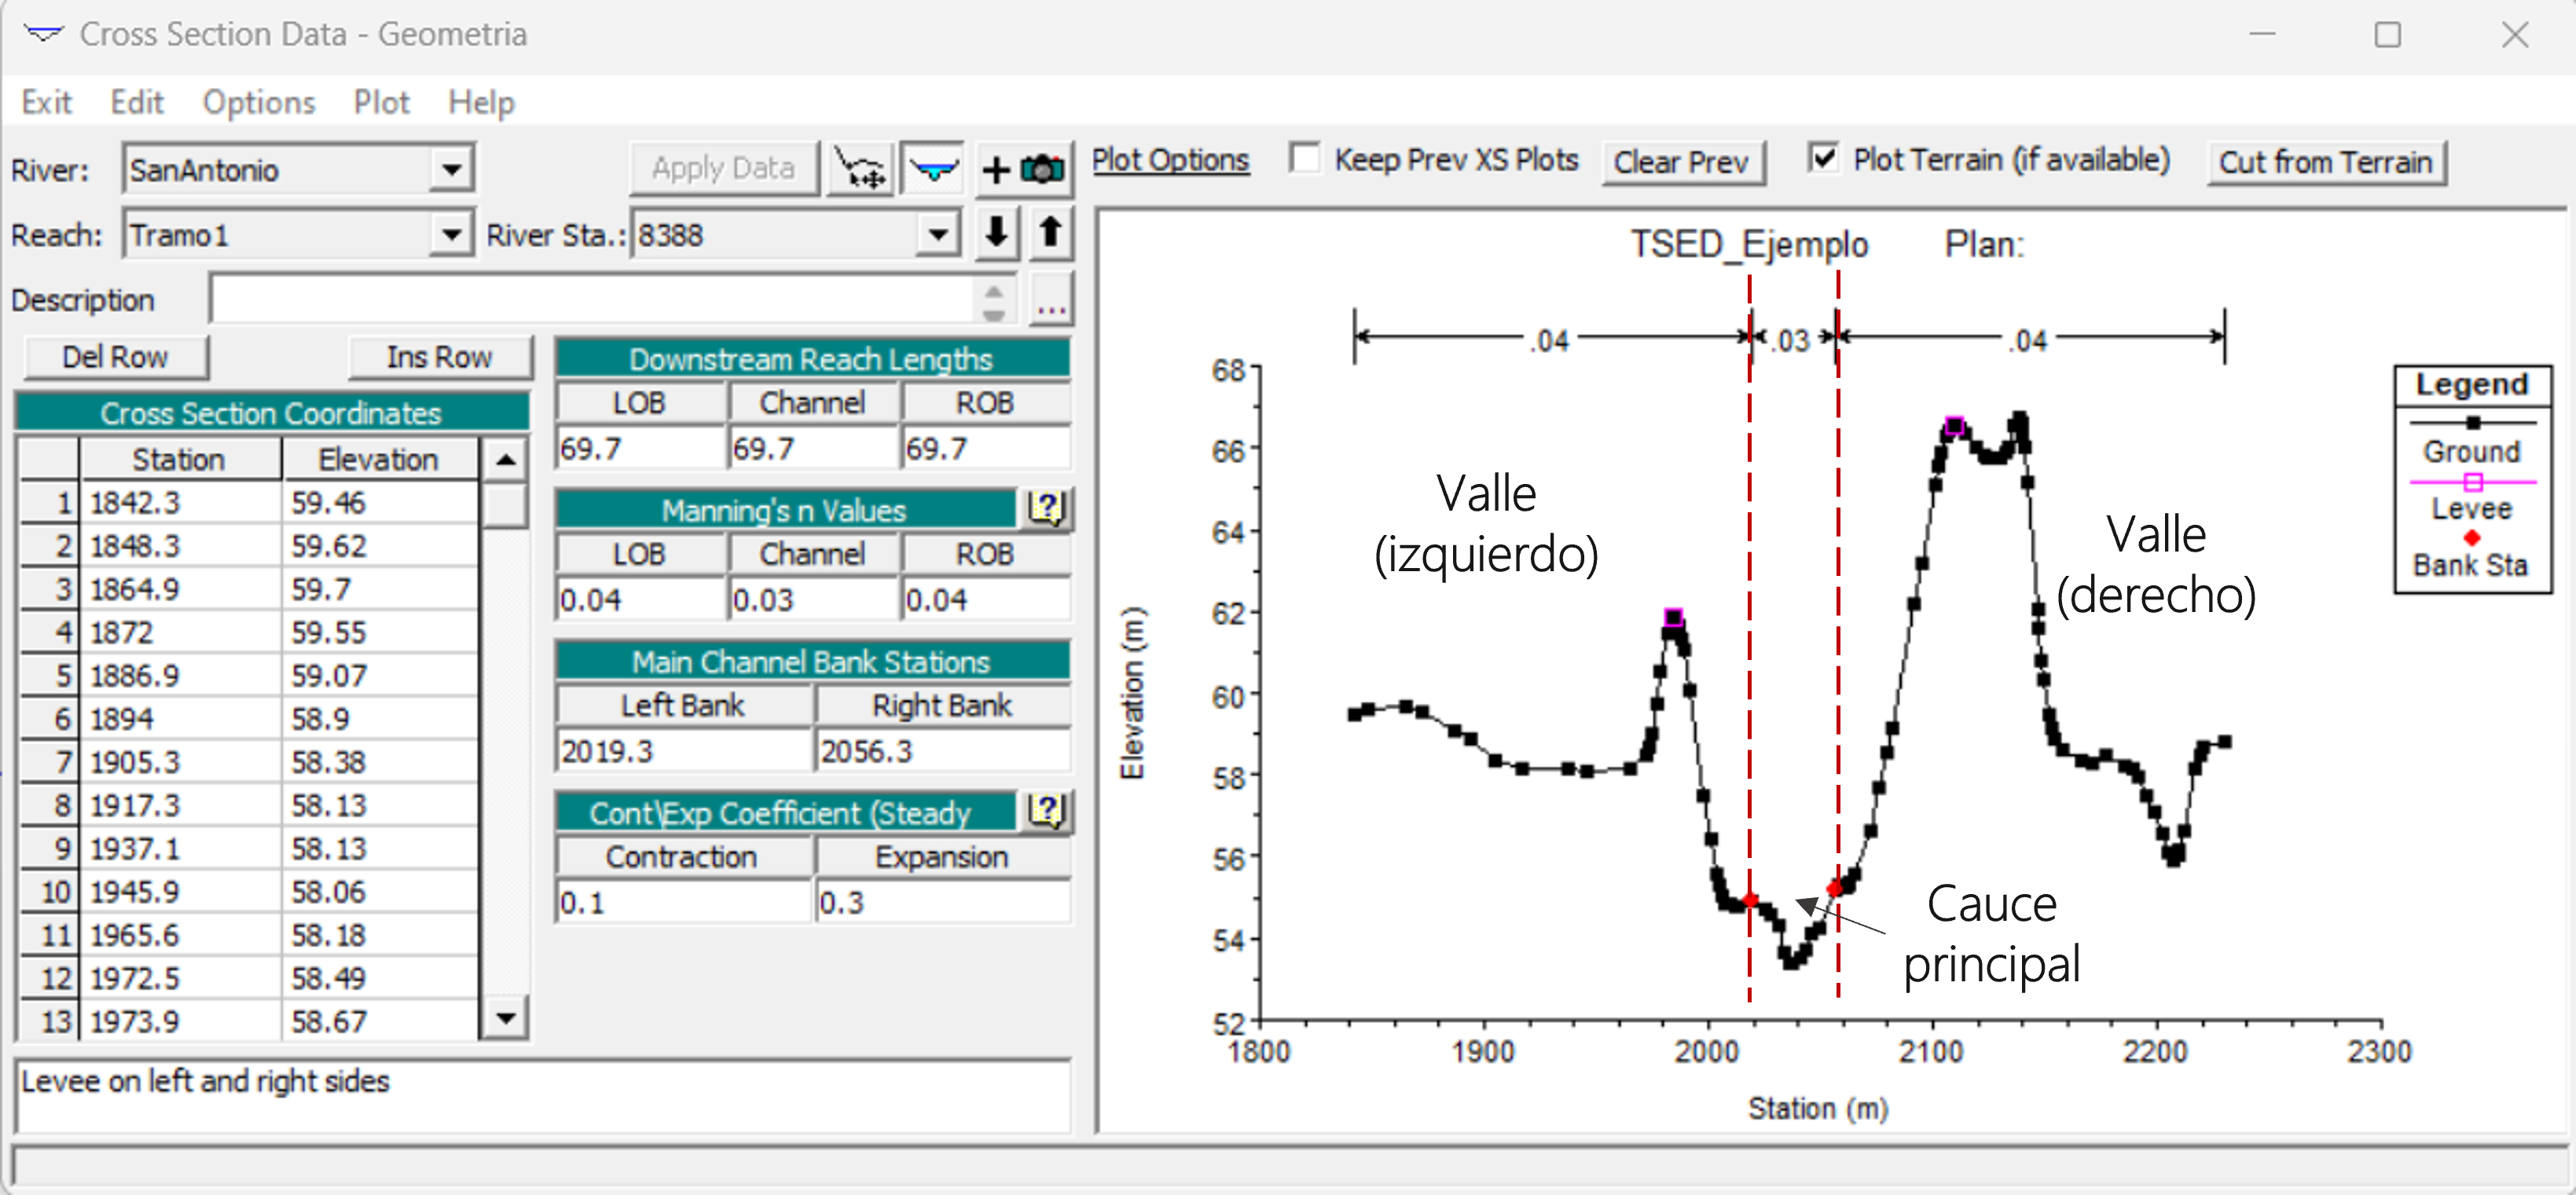 Cross Section Data - Geometria
Exit Edit Options Plot Help
River: SanAntonio Apply Data +
Reach: Tramo1 River Sta.: 8388
Description ...
Del Row Ins Row
Cross Section Coordinates
Station Elevation
1 1842.3 59.46
2 1848.3 59.62
3 1864.9 59.7
4 1872 59.55
5 1886.9 59.07
6 1894 58.9
7 1905.3 58.38
8 1917.3 58.13
9 1937.1 58.13
10 1945.9 58.06
11 1965.6 58.18
12 1972.5 58.49
13 1973.9 58.67
Downstream Reach Lengths
LOB Channel ROB
69.7 69.7 69.7
Manning's n Values ?
LOB Channel ROB
0.04 0.03 0.04
Main Channel Bank Stations
Left Bank Right Bank
2019.3 2056.3
Cont\Exp Coefficient (Steady ?
Contraction Expansion
0.1 0.3
Levee on left and right sides
Plot Options Keep Prev XS Plots Clear Prev Plot Terrain (if available) Cut from Terrain
TSED_Ejemplo Plan:
.04 .03 .04
68
66
64
62
60
58
56
54
52
Elevation (m)
1800 1900 2000 2100 2200 2300
Station (m)
Valle
(izquierdo)
Valle
(derecho)
Cauce
principal
Legend
Ground
Levee
Bank Sta